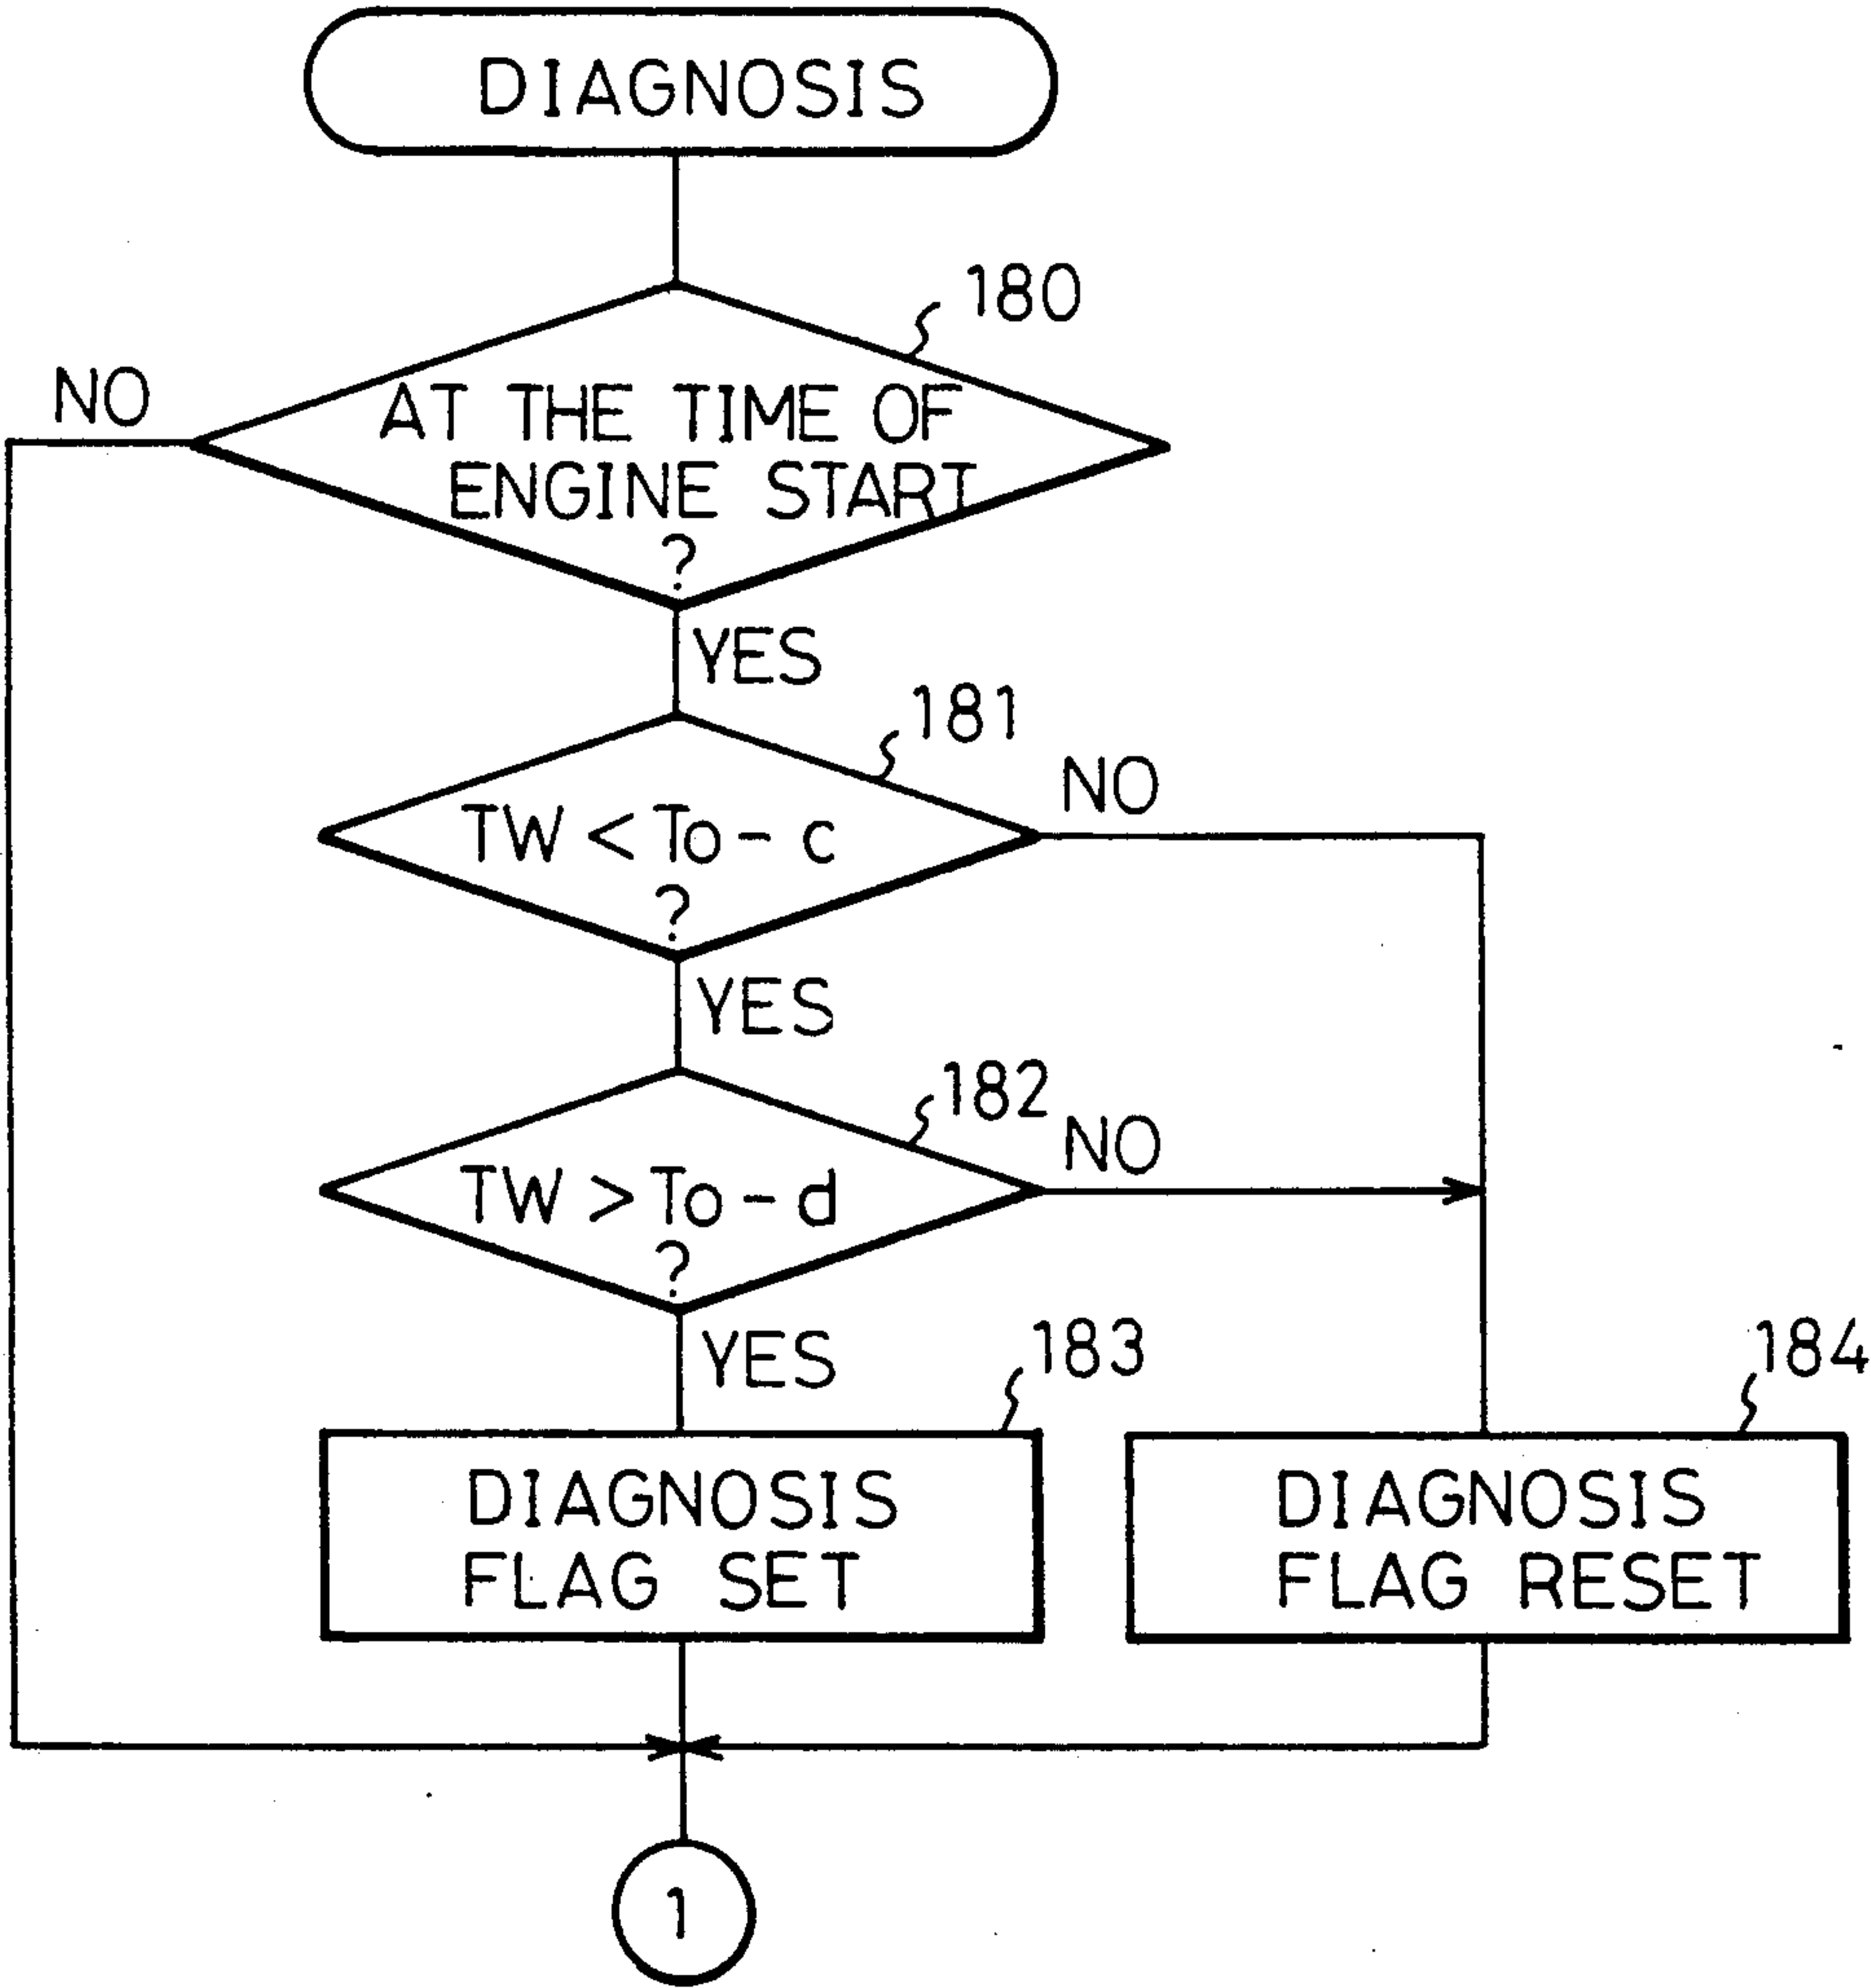 DIAGNOSIS
180
NO
AT THE TIME OF
ENGINE START
?
YES
181
NO
TW < To - c
?
YES
182
NO
TW > To - d
?
YES
183
184
DIAGNOSIS
FLAG SET
DIAGNOSIS
FLAG RESET
1